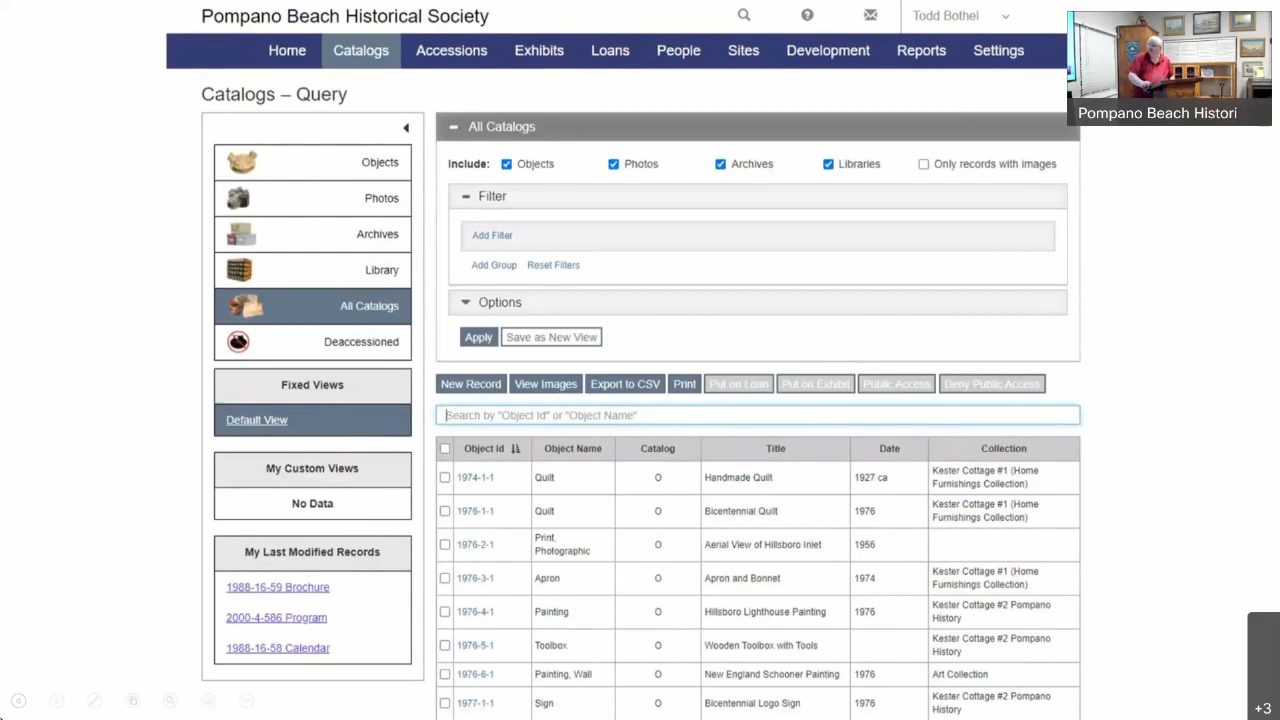 Pompano Beach Historical Society
Todd Bothel
Home Catalogs Accessions Exhibits Loans People Sites Development Reports Settings
Pompano Beach Histori
Catalogs – Query
Objects
Photos
Archives
Library
All Catalogs
Deaccessioned
Fixed Views
Default View
My Custom Views
No Data
My Last Modified Records
1988-16-59 Brochure
2000-4-586 Program
1988-16-58 Calendar
All Catalogs
Include: Objects Photos Archives Libraries Only records with images
Filter
Add Filter
Add Group Reset Filters
Options
Apply Save as New View
New Record View Images Export to CSV Print Put on Loan Put on Exhibit Public Access Deny Public Access
Search by "Object Id" or "Object Name"
Object Id Object Name Catalog Title Date Collection
1974-1-1 Quilt O Handmade Quilt 1927 ca Kester Cottage #1 (Home
Furnishings Collection)
1976-1-1 Quilt O Bicentennial Quilt 1976 Kester Cottage #1 (Home
Furnishings Collection)
1976-2-1 Print, O Aerial View of Hillsboro Inlet 1956
Photographic
1976-3-1 Apron O Apron and Bonnet 1974 Kester Cottage #1 (Home
Furnishings Collection)
1976-4-1 Painting O Hillsboro Lighthouse Painting 1976 Kester Cottage #2 Pompano
History
1976-5-1 Toolbox O Wooden Toolbox with Tools Kester Cottage #2 Pompano
History
1976-6-1 Painting, Wall O New England Schooner Painting 1976 Art Collection
1977-1-1 Sign O Bicentennial Logo Sign 1976 Kester Cottage #2 Pompano
History
+3